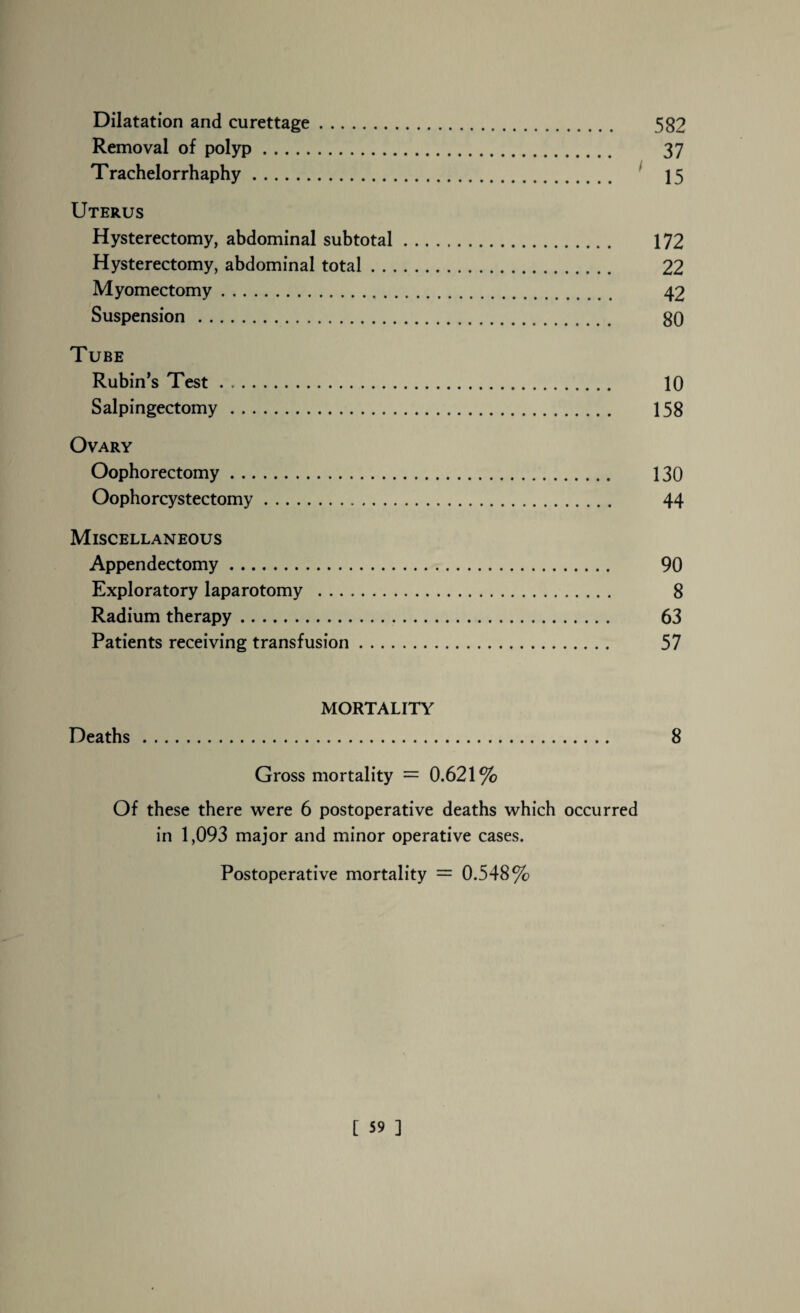 Dilatation and curettage . . . . . . . . . . . . . . . . . . . . . . . . . . . . 582
Removal of polyp . . . . . . . . . . . . . . . . . . . . . . . . . . . . . . . . . 37
Trachelorrhaphy . . . . . . . . . . . . . . . . . . . . . . . . . . . . . . . . . . 15
UTERUS
Hysterectomy, abdominal subtotal . . . . . . . . . . . . . . . . . . . . 172
Hysterectomy, abdominal total . . . . . . . . . . . . . . . . . . . . . . . 22
Myomectomy . . . . . . . . . . . . . . . . . . . . . . . . . . . . . . . . . . . . . 42
Suspension . . . . . . . . . . . . . . . . . . . . . . . . . . . . . . . . . . . . . . . 80
TUBE
Rubin's Test . . . . . . . . . . . . . . . . . . . . . . . . . . . . . . . . . . . . . 10
Salpingectomy . . . . . . . . . . . . . . . . . . . . . . . . . . . . . . . . . . . . 158
OVARY
Oophorectomy . . . . . . . . . . . . . . . . . . . . . . . . . . . . . . . . . . . . 130
Oophorcystectomy . . . . . . . . . . . . . . . . . . . . . . . . . . . . . . . . . 44
MISCELLANEOUS
Appendectomy . . . . . . . . . . . . . . . . . . . . . . . . . . . . . . . . . . . . 90
Exploratory laparotomy . . . . . . . . . . . . . . . . . . . . . . . . . . . . 8
Radium therapy . . . . . . . . . . . . . . . . . . . . . . . . . . . . . . . . . . . 63
Patients receiving transfusion . . . . . . . . . . . . . . . . . . . . . . . . 57
MORTALITY
Deaths . . . . . . . . . . . . . . . . . . . . . . . . . . . . . . . . . . . . . . . . . . . . 8
Gross mortality = 0.621%
Of these there were 6 postoperative deaths which occurred
in 1,093 major and minor operative cases.
Postoperative mortality = 0.548%
[ 59 ]